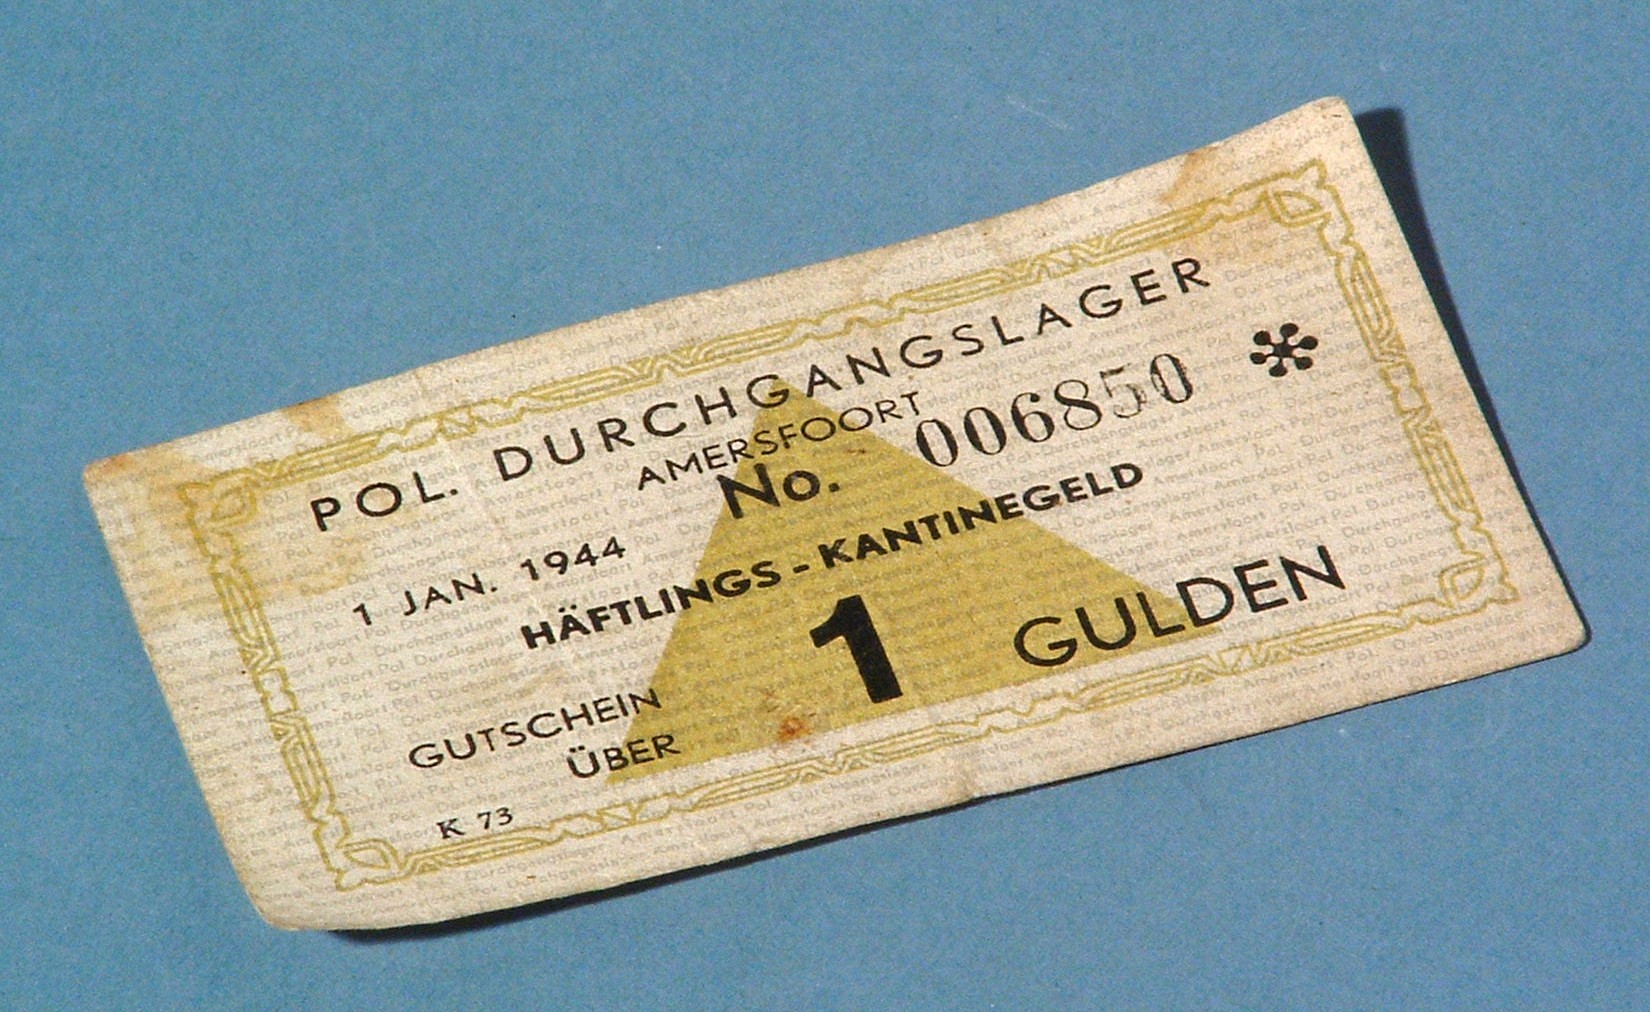 POL. DURCHGANGSLAGER
AMERSFOORT
No. 006850
1 JAN. 1944
HÄFTLINGS - KANTINEGELD
GUTSCHEIN
ÜBER
1 GULDEN
K 73